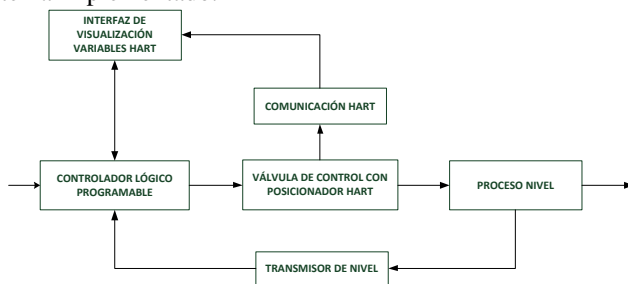 INTERFAZ DE
VISUALIZACIÓN
VARIABLES HART
COMUNICACIÓN HART
CONTROLADOR LÓGICO
PROGRAMABLE
VÁLVULA DE CONTROL CON
POSICIONADOR HART
PROCESO NIVEL
TRANSMISOR DE NIVEL